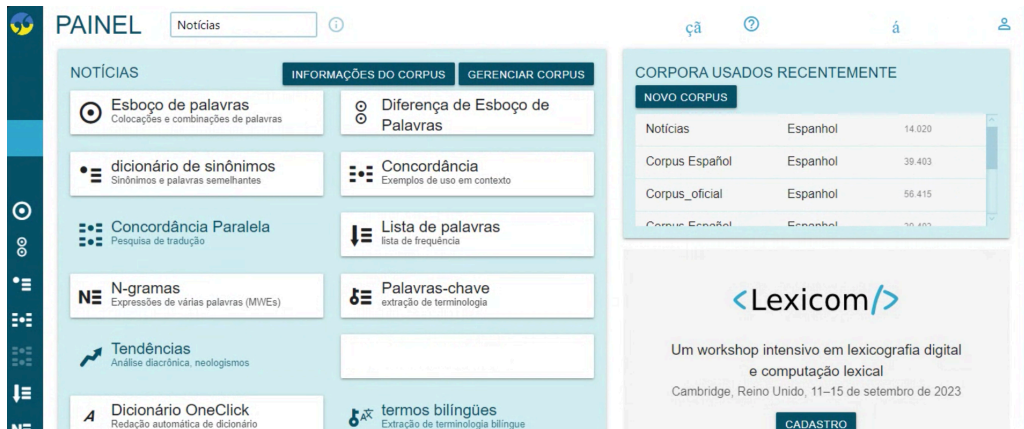 PAINEL
Notícias
çã
á
NOTÍCIAS
INFORMAÇÕES DO CORPUS
GERENCIAR CORPUS
Esboço de palavras
Colocações e combinações de palavras
Diferença de Esboço de
Palavras
dicionário de sinônimos
Sinônimos e palavras semelhantes
Concordância
Exemplos de uso em contexto
Concordância Paralela
Pesquisa de tradução
Lista de palavras
lista de frequência
N-gramas
Expressões de várias palavras (MWEs)
Palavras-chave
extração de terminologia
Tendências
Análise diacrônica, neologismos
Dicionário OneClick
Redação automática de dicionário
termos bilíngües
Extração de terminologia bilíngue
CORPORA USADOS RECENTEMENTE
NOVO CORPUS
Notícias Espanhol 14.020
Corpus Español Espanhol 39.403
Corpus_oficial Espanhol 56.415
Corpus Español Espanhol 39.403
<Lexicom/>
Um workshop intensivo em lexicografia digital
e computação lexical
Cambridge, Reino Unido, 11–15 de setembro de 2023
CADASTRO